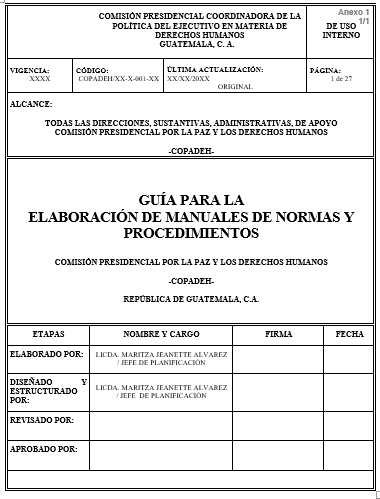 Anexo 1
1/1
COMISIÓN PRESIDENCIAL COORDINADORA DE LA
POLÍTICA DEL EJECUTIVO EN MATERIA DE
DERECHOS HUMANOS
GUATEMALA, C. A.
DE USO
INTERNO
VIGENCIA:
XXXX
CÓDIGO:
COPADEH/XX-X-001-XX
ÚLTIMA ACTUALIZACIÓN:
XX/XX/20XX
ORIGINAL
PÁGINA:
1 de 27
ALCANCE:
TODAS LAS DIRECCIONES, SUSTANTIVAS, ADMINISTRATIVAS, DE APOYO
COMISIÓN PRESIDENCIAL POR LA PAZ Y LOS DERECHOS HUMANOS
-COPADEH-
GUÍA PARA LA
ELABORACIÓN DE MANUALES DE NORMAS Y
PROCEDIMIENTOS
COMISIÓN PRESIDENCIAL POR LA PAZ Y LOS DERECHOS HUMANOS
-COPADEH-
REPÚBLICA DE GUATEMALA, C.A.
ETAPAS NOMBRE Y CARGO FIRMA FECHA
ELABORADO POR:
LICDA. MARITZA JEANETTE ALVAREZ
/ JEFE DE PLANIFICACIÓN
DISEÑADO Y
ESTRUCTURADO
POR:
LICDA. MARITZA JEANETTE ALVAREZ
/ JEFE DE PLANIFICACIÓN
REVISADO POR:
APROBADO POR: